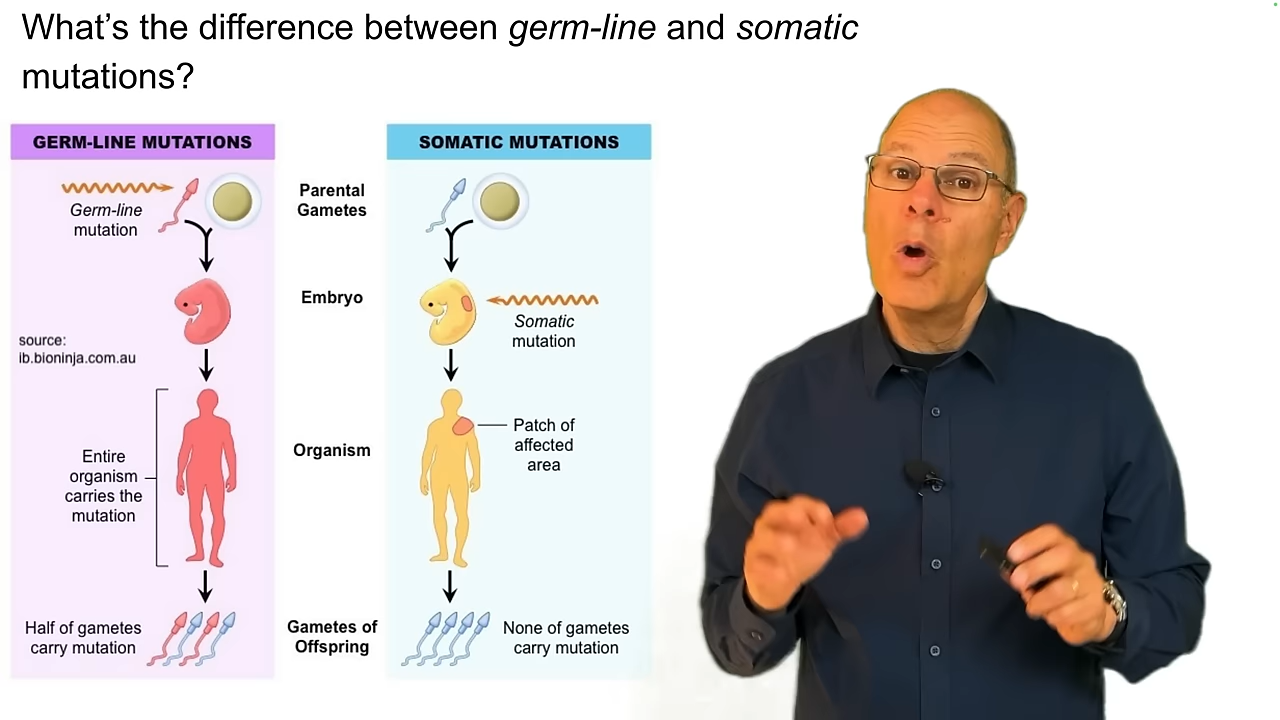 What's the difference between germ-line and somatic
mutations?
GERM-LINE MUTATIONS
SOMATIC MUTATIONS
Germ-line
mutation
Parental
Gametes
Embryo
Somatic
mutation
source:
ib.bioninja.com.au
Entire
organism
carries the
mutation
Organism
Patch of
affected
area
Half of gametes
carry mutation
Gametes of
Offspring
None of gametes
carry mutation